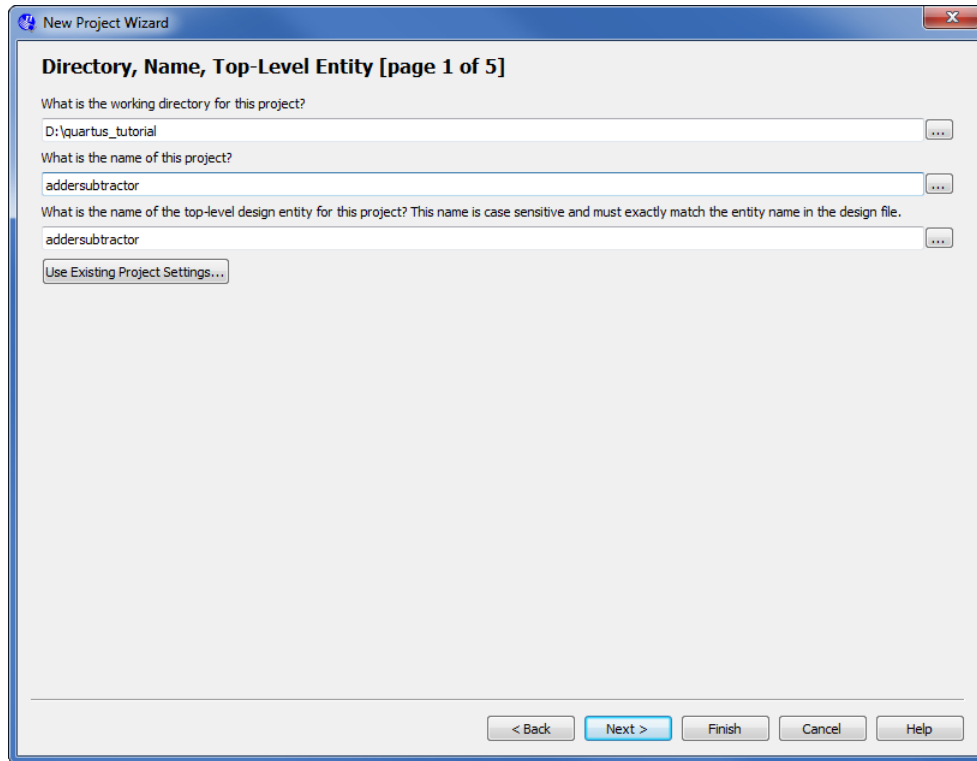 New Project Wizard
Directory, Name, Top-Level Entity [page 1 of 5]
What is the working directory for this project?
D:\quartus_tutorial
...
What is the name of this project?
addersubtractor
...
What is the name of the top-level design entity for this project? This name is case sensitive and must exactly match the entity name in the design file.
addersubtractor
...
Use Existing Project Settings...
< Back Next > Finish Cancel Help